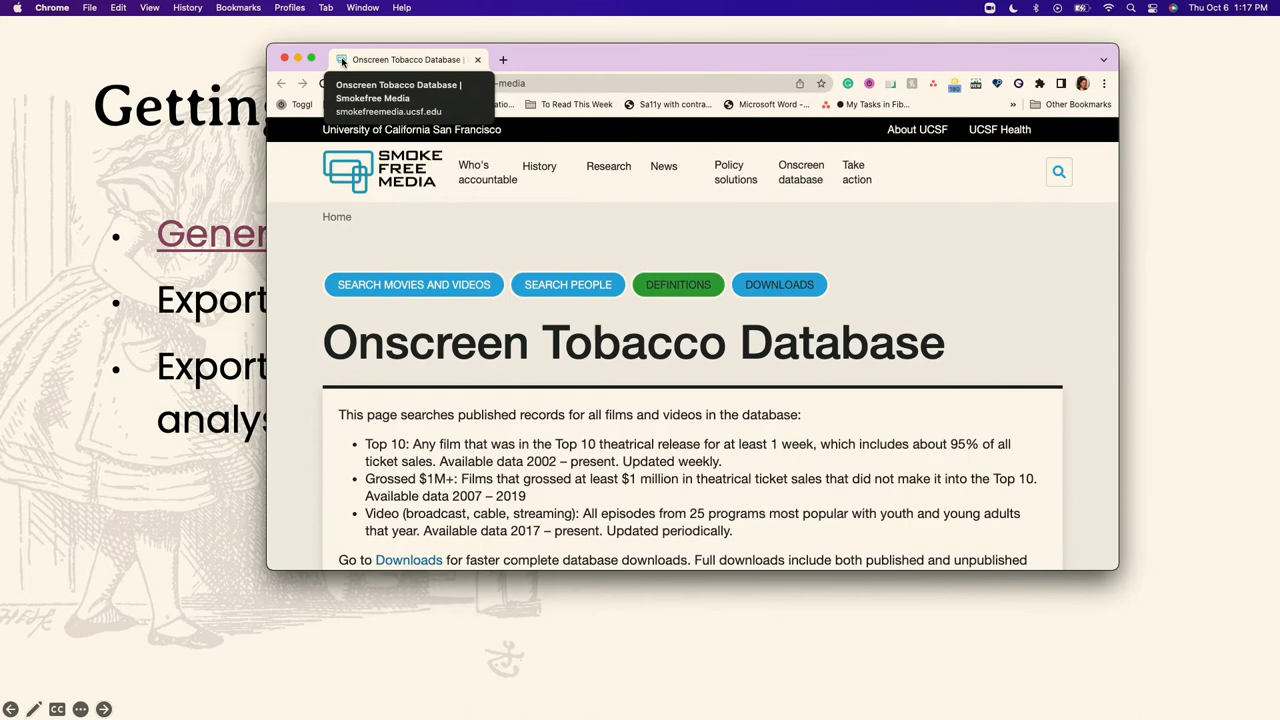 Chrome File Edit View History Bookmarks Profiles Tab Window Help Thu Oct 6 1:17 PM
Onscreen Tobacco Database |
Onscreen Tobacco Database |
Smokefree Media
smokefreemedia.ucsf.edu
-media
Toggl
To Read This Week
Sa11y with contra...
Microsoft Word -...
My Tasks in Fib...
Other Bookmarks
University of California San Francisco
About UCSF UCSF Health
SMOKE
FREE
MEDIA
Who's
accountable
History
Research
News
Policy
solutions
Onscreen
database
Take
action
Home
SEARCH MOVIES AND VIDEOS SEARCH PEOPLE DEFINITIONS DOWNLOADS
Onscreen Tobacco Database
This page searches published records for all films and videos in the database:
• Top 10: Any film that was in the Top 10 theatrical release for at least 1 week, which includes about 95% of all
ticket sales. Available data 2002 – present. Updated weekly.
• Grossed $1M+: Films that grossed at least $1 million in theatrical ticket sales that did not make it into the Top 10.
Available data 2007 – 2019
• Video (broadcast, cable, streaming): All episodes from 25 programs most popular with youth and young adults
that year. Available data 2017 – present. Updated periodically.
Go to Downloads for faster complete database downloads. Full downloads include both published and unpublished
Getting
• Gener
• Export
• Export
analys
CC